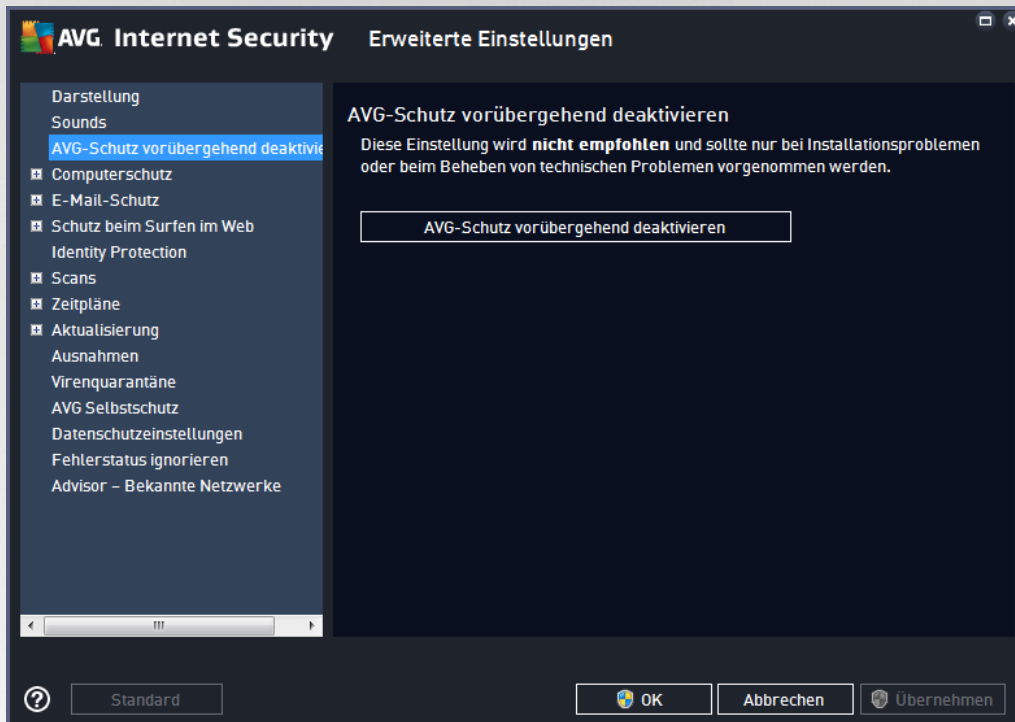 AVG Internet Security Erweiterte Einstellungen
Darstellung
Sounds
AVG-Schutz vorübergehend deaktivie
Computerschutz
E-Mail-Schutz
Schutz beim Surfen im Web
Identity Protection
Scans
Zeitpläne
Aktualisierung
Ausnahmen
Virenquarantäne
AVG Selbstschutz
Datenschutzeinstellungen
Fehlerstatus ignorieren
Advisor – Bekannte Netzwerke
AVG-Schutz vorübergehend deaktivieren
Diese Einstellung wird nicht empfohlen und sollte nur bei Installationsproblemen
oder beim Beheben von technischen Problemen vorgenommen werden.
AVG-Schutz vorübergehend deaktivieren
? Standard OK Abbrechen Übernehmen